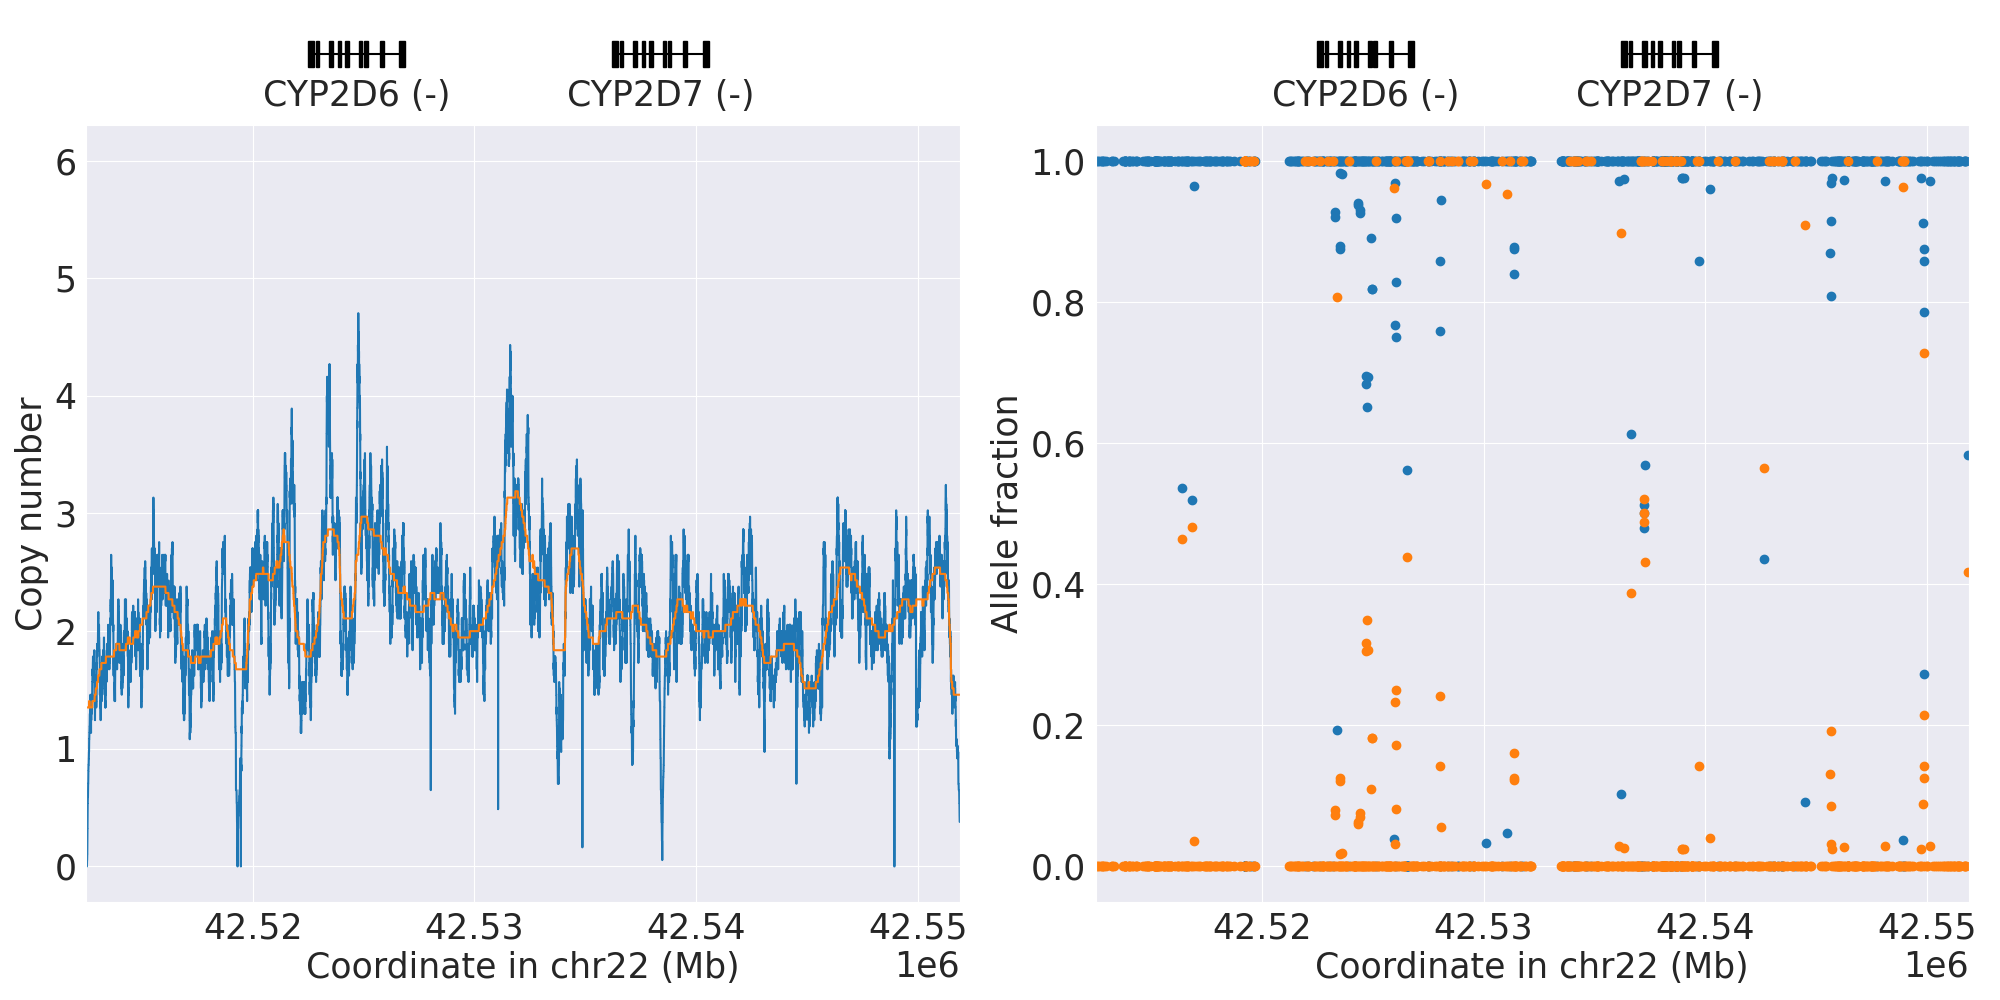 CYP2D6 (-) CYP2D7 (-)
6
5
4
3
2
1
0
Copy number
42.52 42.53 42.54 42.55
Coordinate in chr22 (Mb)
1e6
CYP2D6 (-) CYP2D7 (-)
1.0
0.8
0.6
0.4
0.2
0.0
Allele fraction
42.52 42.53 42.54 42.55
Coordinate in chr22 (Mb)
1e6